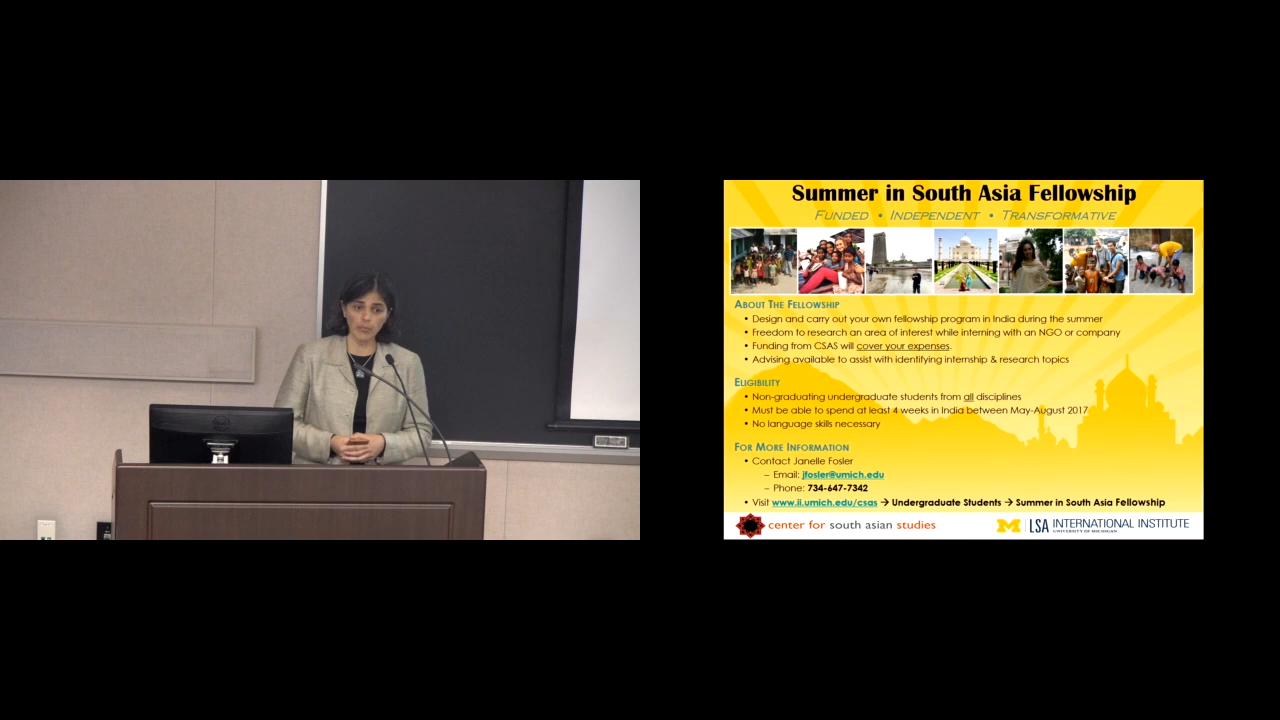 Summer in South Asia Fellowship
Funded • Independent • Transformative
About The Fellowship
• Design and carry out your own fellowship program in India during the summer
• Freedom to research an area of interest while interning with an NGO or company
• Funding from CSAS will cover your expenses.
• Advising available to assist with identifying internship & research topics
Eligibility
• Non-graduating undergraduate students from all disciplines
• Must be able to spend at least 4 weeks in India between May-August 2017
• No language skills necessary
For More Information
• Contact Janelle Fosler
– Email: jfosler@umich.edu
– Phone: 734-647-7342
• Visit www.ii.umich.edu/csas → Undergraduate Students → Summer in South Asia Fellowship
center for south asian studies
M LSA INTERNATIONAL INSTITUTE
UNIVERSITY OF MICHIGAN